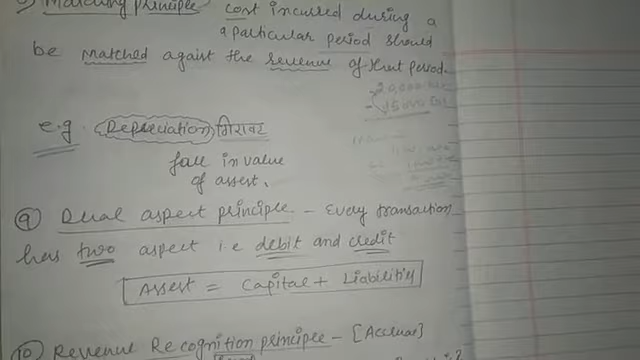 Matching principle cost incurred during a
a particular period should
be matched against the revenue of that period.
e.g. Depreciation गिरावट
fall in value
of assert.
⑨ Dual aspect principle - Every transaction
has two aspect i.e debit and credit
Assert = Capital + Liabilities
⑩ Revenue Recognition principle - [Accrual]